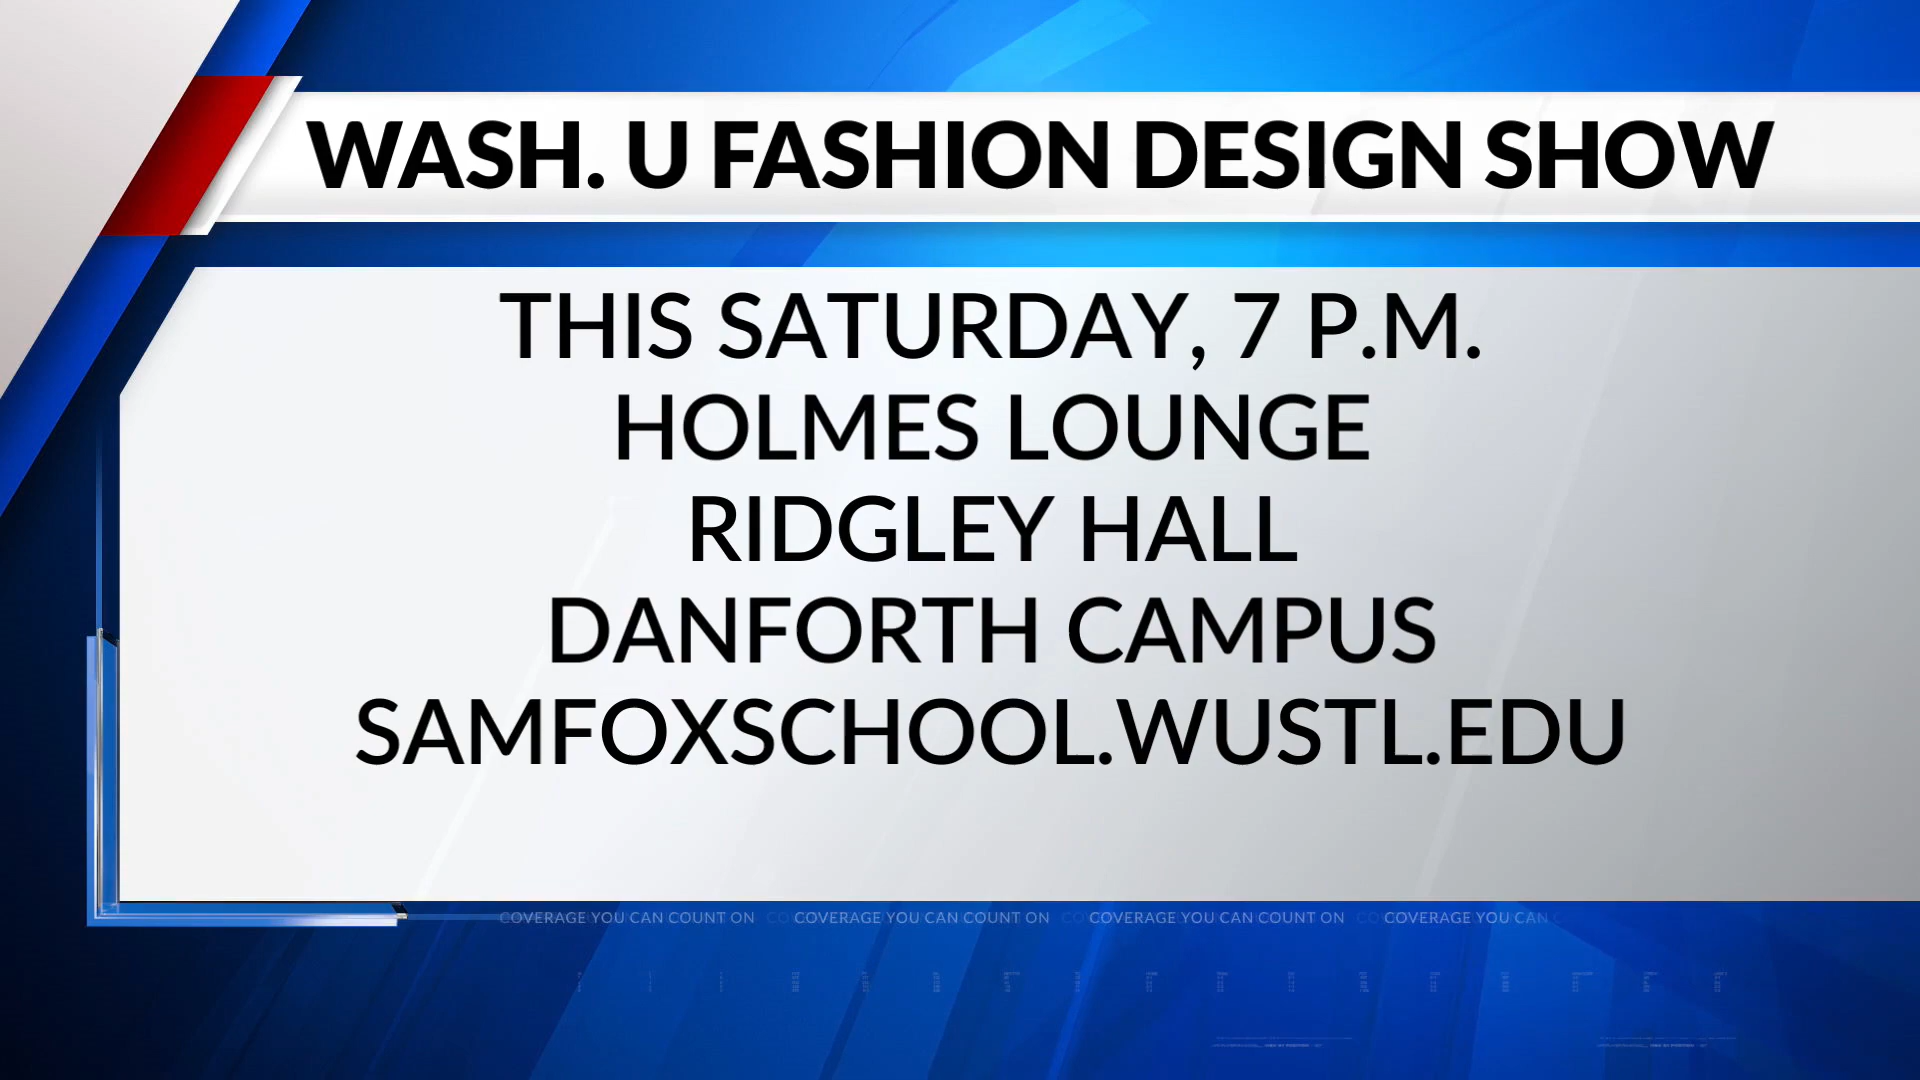 WASH. U FASHION DESIGN SHOW
THIS SATURDAY, 7 P.M.
HOLMES LOUNGE
RIDGLEY HALL
DANFORTH CAMPUS
SAMFOXSCHOOL.WUSTL.EDU
COVERAGE YOU CAN COUNT ON COVERAGE YOU CAN COUNT ON COVERAGE YOU CAN COUNT ON COVERAGE YOU CAN